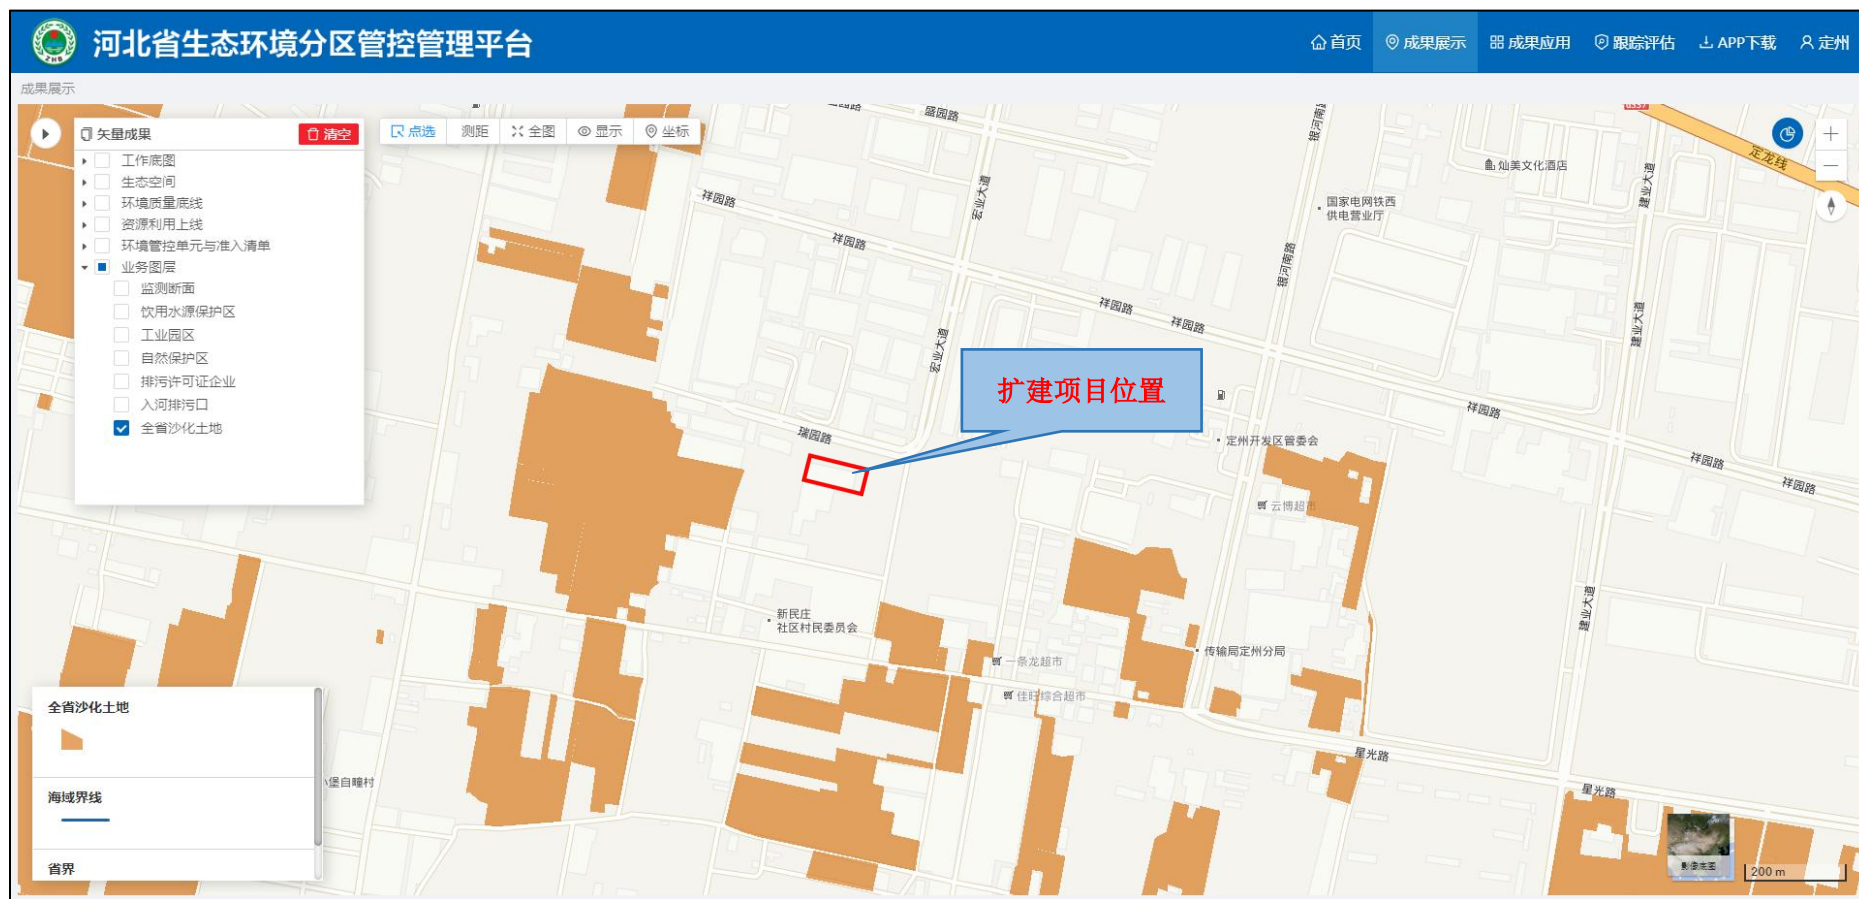 河北省生态环境分区管控管理平台
首页
成果展示
成果应用
跟踪评估
APP下载
定州
成果展示
矢量成果
清空
点选
测距
全图
显示
坐标
工作底图
生态空间
环境质量底线
资源利用上线
环境管控单元与准入清单
业务图层
监测断面
饮用水源保护区
工业园区
自然保护区
排污许可证企业
入河排污口
全省沙化土地
盛园路
银河南路
定龙线
灿美文化酒店
建业大道
宏业大道
祥园路
国家电网铁西
供电营业厅
祥园路
银河南路
祥园路
祥园路
建业大道
宏业大道
扩建项目位置
祥园路
瑞园路
定州开发区管委会
祥园路
祥园路
云博超市
建业大道
新民庄
社区村民委员会
传输局定州分局
一条龙超市
佳旺综合超市
星光路
星光路
堡自疃村
全省沙化土地
海域界线
省界
影像底图
200 m
ZHB